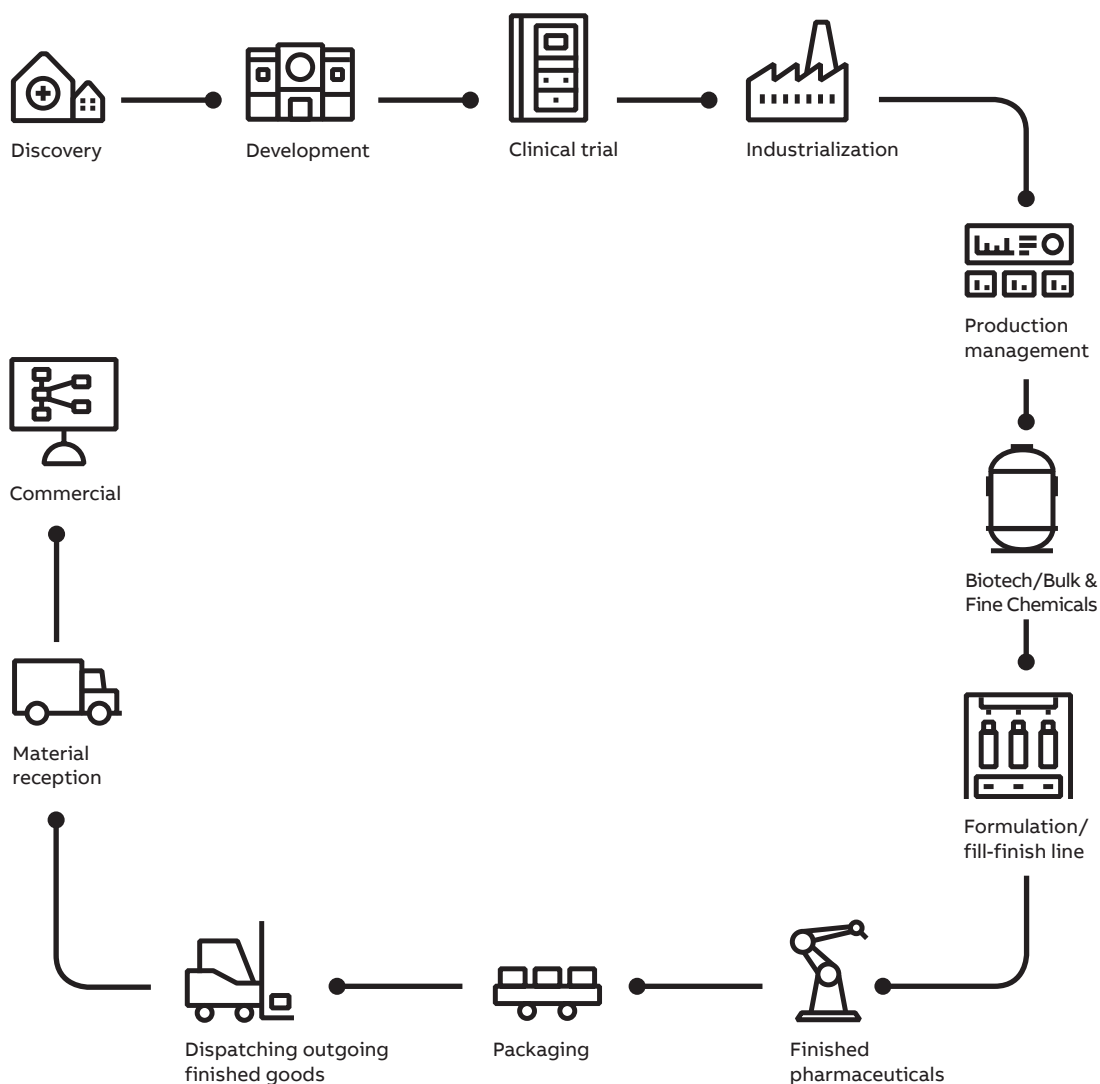 Discovery
Development
Clinical trial
Industrialization
Production
management
Biotech/Bulk &
Fine Chemicals
Formulation/
fill-finish line
Finished
pharmaceuticals
Packaging
Dispatching outgoing
finished goods
Material
reception
Commercial